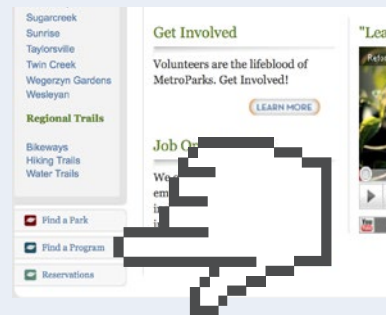 Sugarcreek
Sunrise
Taylorsville
Twin Creek
Wegerzyn Gardens
Wesleyan
Regional Trails
Bikeways
Hiking Trails
Water Trails
Find a Park
Find a Program
Reservations
Get Involved
Volunteers are the lifeblood of
MetroParks. Get Involved!
LEARN MORE
Job
We
"Lea